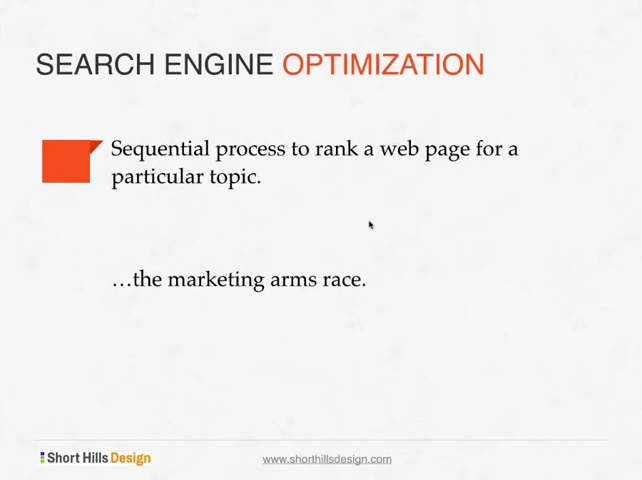 SEARCH ENGINE OPTIMIZATION
Sequential process to rank a web page for a
particular topic.
…the marketing arms race.
Short Hills Design
www.shorthillsdesign.com